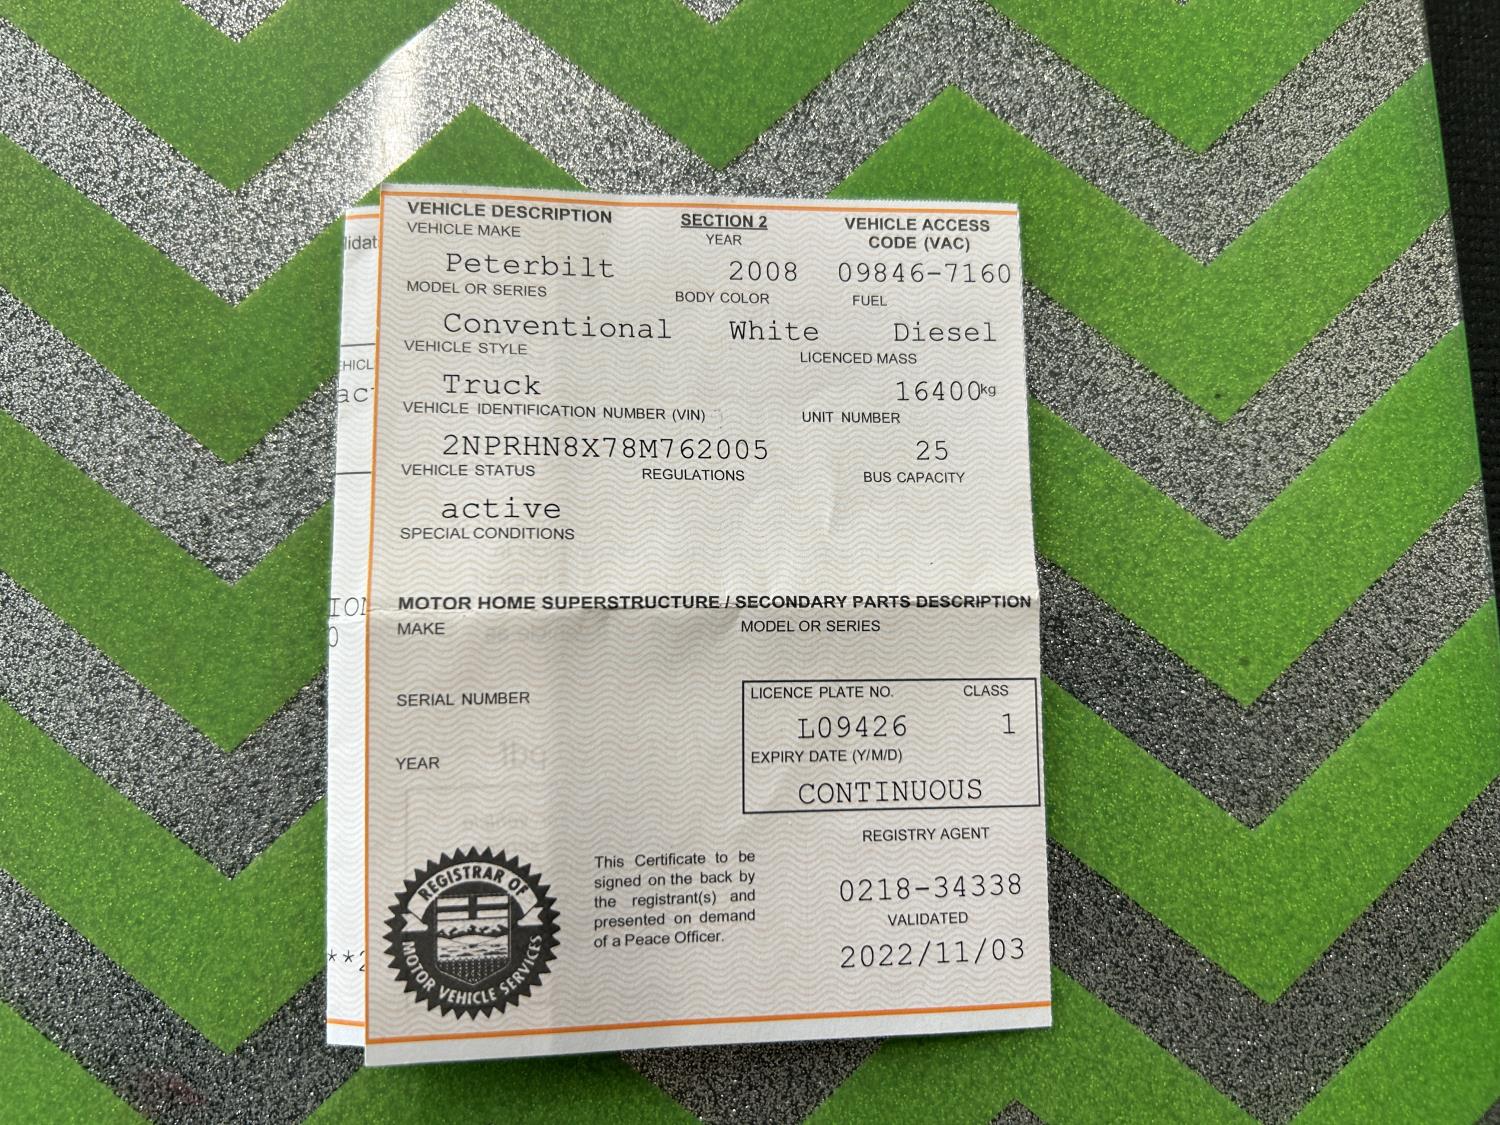 VEHICLE DESCRIPTION SECTION 2 VEHICLE ACCESS CODE (VAC)
VEHICLE MAKE YEAR
Peterbilt 2008 09846-7160
MODEL OR SERIES BODY COLOR FUEL
Conventional White Diesel
VEHICLE STYLE LICENCED MASS
Truck 16400kg
VEHICLE IDENTIFICATION NUMBER (VIN) UNIT NUMBER
2NPRHN8X78M762005 25
VEHICLE STATUS REGULATIONS BUS CAPACITY
active
SPECIAL CONDITIONS
MOTOR HOME SUPERSTRUCTURE / SECONDARY PARTS DESCRIPTION
MAKE MODEL OR SERIES
SERIAL NUMBER
YEAR
LICENCE PLATE NO. CLASS
L09426 1
EXPIRY DATE (Y/M/D)
CONTINUOUS
REGISTRY AGENT
0218-34338
VALIDATED
2022/11/03
This Certificate to be
signed on the back by
the registrant(s) and
presented on demand
of a Peace Officer.
REGISTRAR OF
MOTOR VEHICLE SERVICES